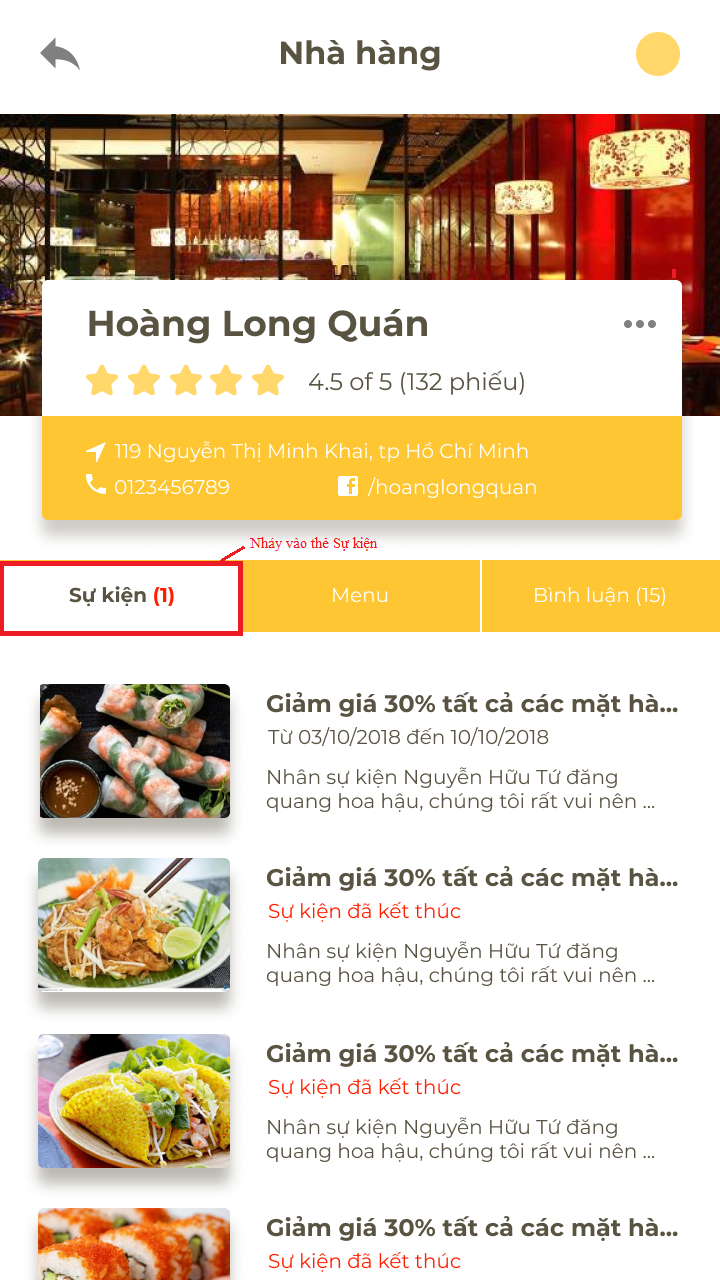 Nhà hàng
Hoàng Long Quán
4.5 of 5 (132 phiếu)
119 Nguyễn Thị Minh Khai, tp Hồ Chí Minh
0123456789
/hoanglongquan
Nháy vào thẻ Sự kiện
Sự kiện (1)
Menu
Bình luận (15)
Giảm giá 30% tất cả các mặt hà...
Từ 03/10/2018 đến 10/10/2018
Nhân sự kiện Nguyễn Hữu Tứ đăng
quang hoa hậu, chúng tôi rất vui nên ...
Giảm giá 30% tất cả các mặt hà...
Sự kiện đã kết thúc
Nhân sự kiện Nguyễn Hữu Tứ đăng
quang hoa hậu, chúng tôi rất vui nên ...
Giảm giá 30% tất cả các mặt hà...
Sự kiện đã kết thúc
Nhân sự kiện Nguyễn Hữu Tứ đăng
quang hoa hậu, chúng tôi rất vui nên ...
Giảm giá 30% tất cả các mặt hà...
Sự kiện đã kết thúc